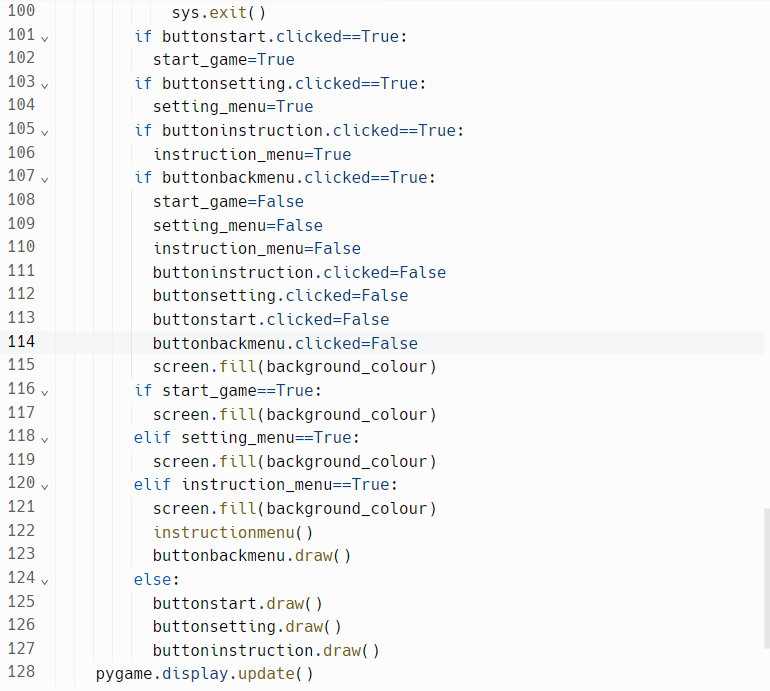 100 sys.exit()
101 if buttonstart.clicked==True:
102 start_game=True
103 if buttonsetting.clicked==True:
104 setting_menu=True
105 if buttoninstruction.clicked==True:
106 instruction_menu=True
107 if buttonbackmenu.clicked==True:
108 start_game=False
109 setting_menu=False
110 instruction_menu=False
111 buttoninstruction.clicked=False
112 buttonsetting.clicked=False
113 buttonstart.clicked=False
114 buttonbackmenu.clicked=False
115 screen.fill(background_colour)
116 if start_game==True:
117 screen.fill(background_colour)
118 elif setting_menu==True:
119 screen.fill(background_colour)
120 elif instruction_menu==True:
121 screen.fill(background_colour)
122 instructionmenu()
123 buttonbackmenu.draw()
124 else:
125 buttonstart.draw()
126 buttonsetting.draw()
127 buttoninstruction.draw()
128 pygame.display.update()